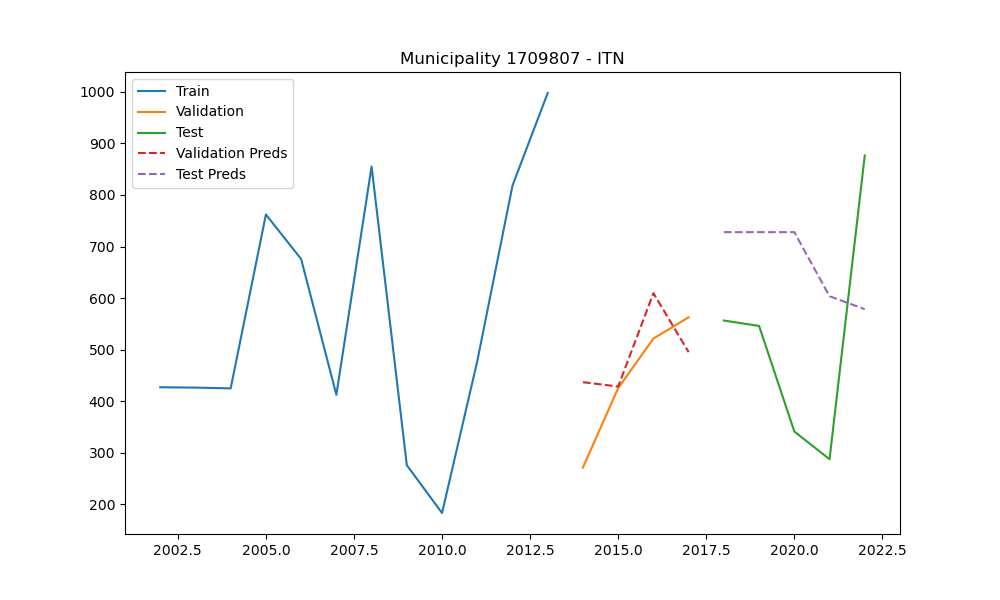 Municipality 1709807 - ITN
Train
Validation
Test
Validation Preds
Test Preds
1000
900
800
700
600
500
400
300
200
2002.5 2005.0 2007.5 2010.0 2012.5 2015.0 2017.5 2020.0 2022.5